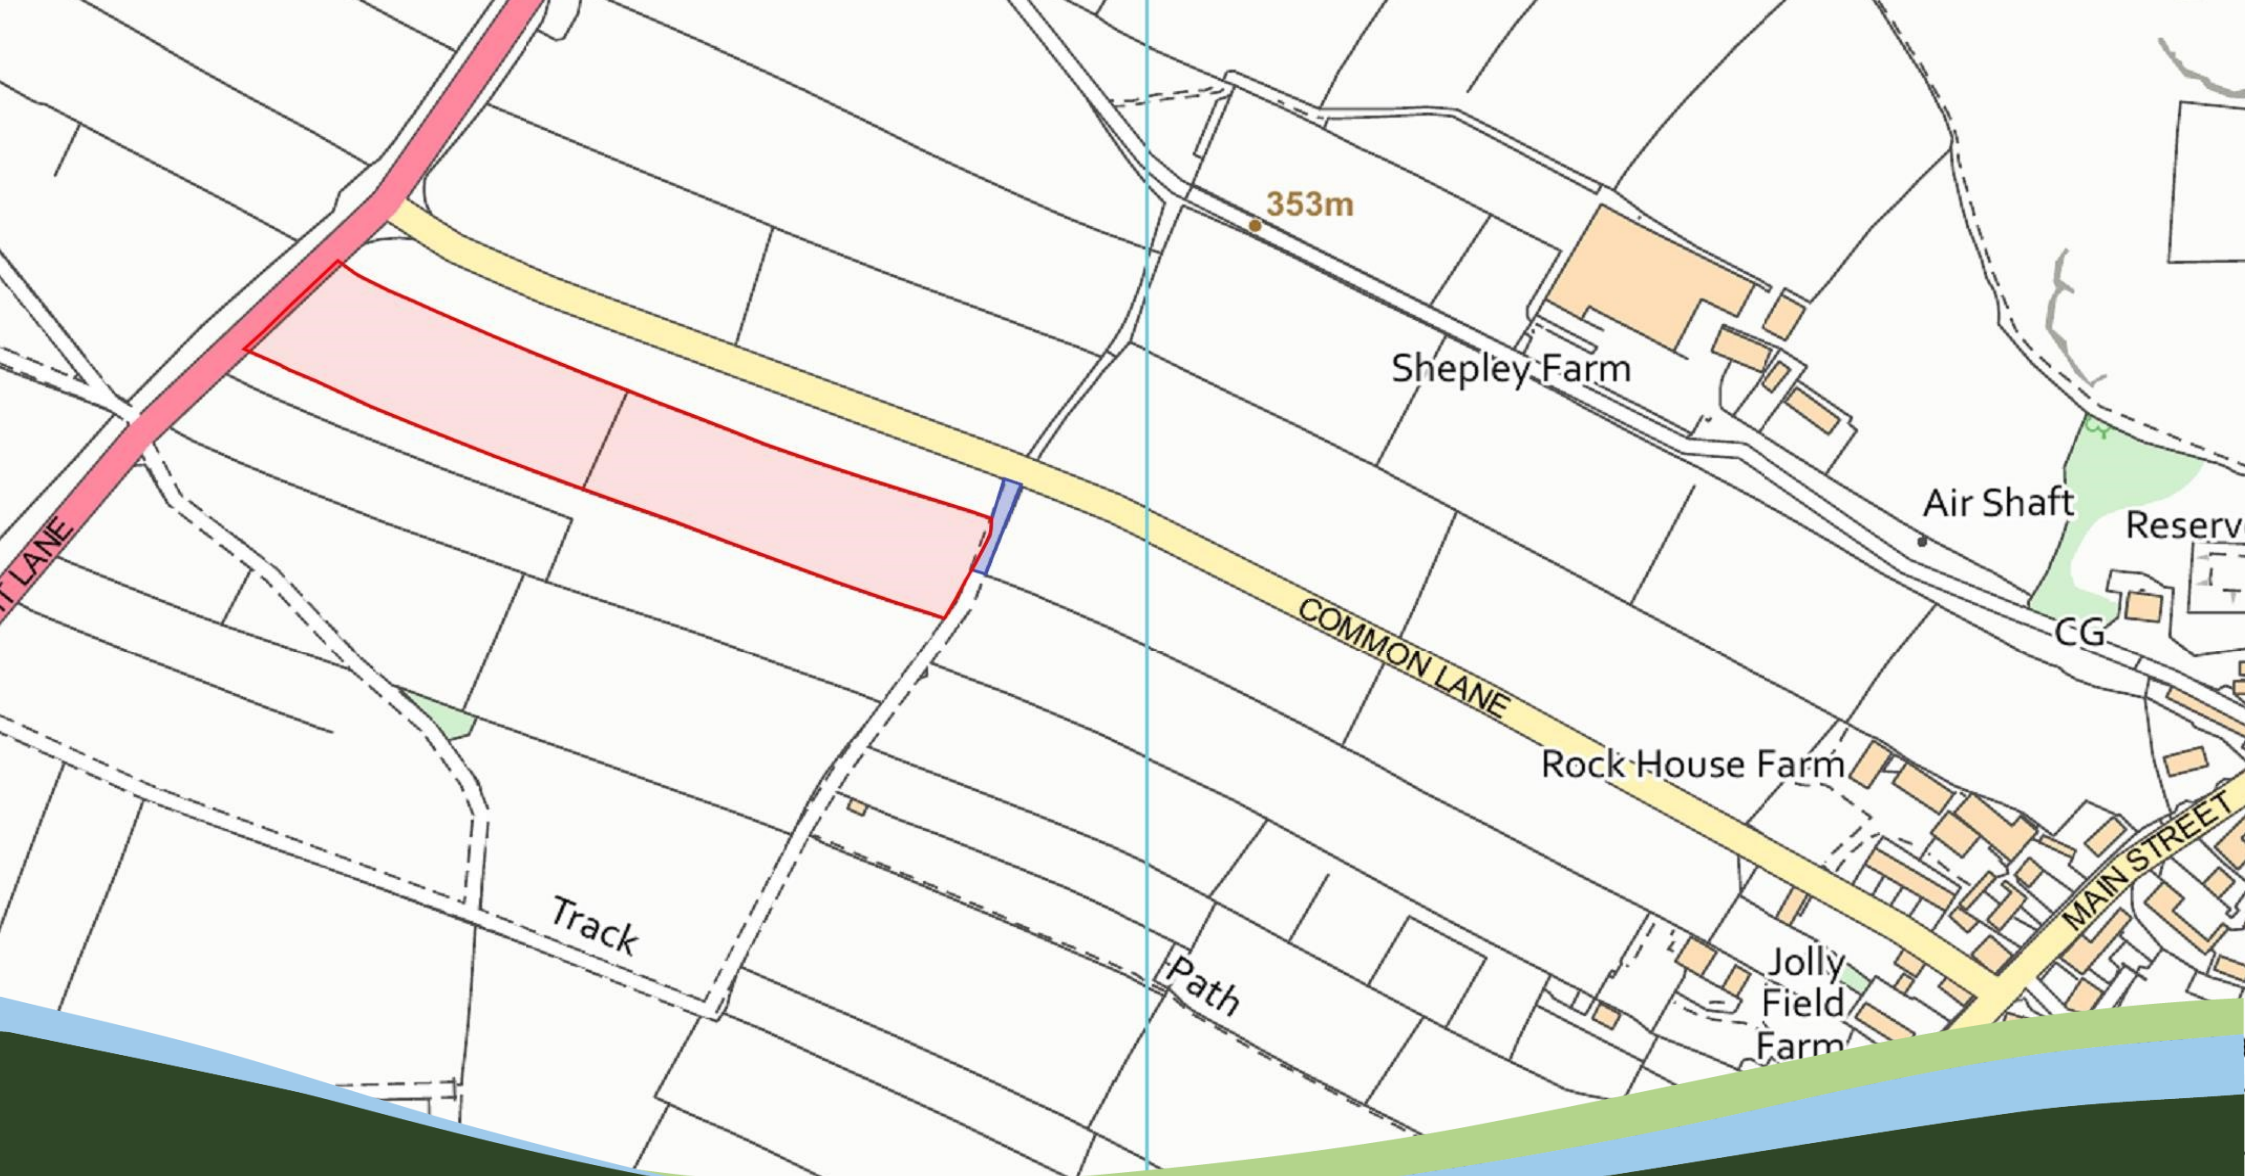 353m
Shepley Farm
Air Shaft
Reserv
CG
T LANE
COMMON LANE
Rock House Farm
MAIN STREET
Track
Path
Jolly
Field
Farm